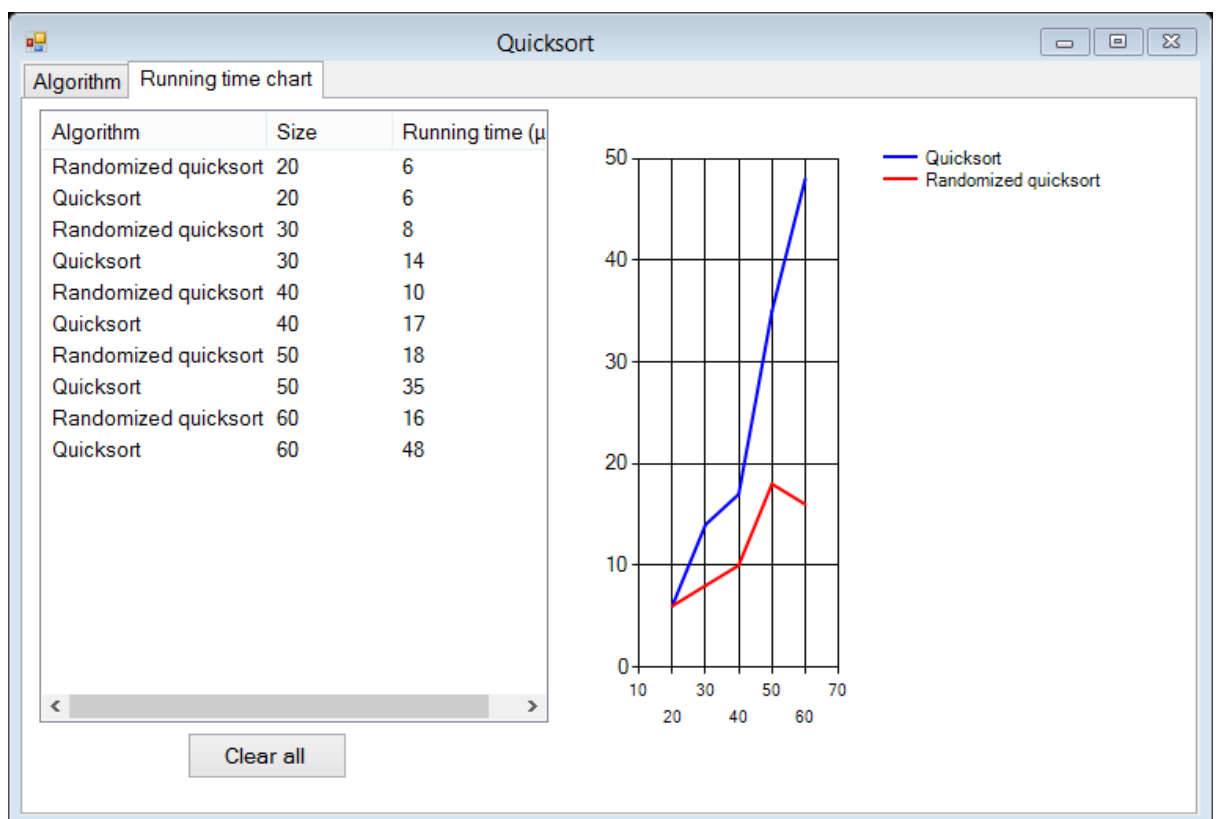 Quicksort
Algorithm Running time chart
Algorithm Size Running time (µ
Randomized quicksort 20 6
Quicksort 20 6
Randomized quicksort 30 8
Quicksort 30 14
Randomized quicksort 40 10
Quicksort 40 17
Randomized quicksort 50 18
Quicksort 50 35
Randomized quicksort 60 16
Quicksort 60 48
Clear all
50
40
30
20
10
0
10 30 50 70
20 40 60
Quicksort
Randomized quicksort